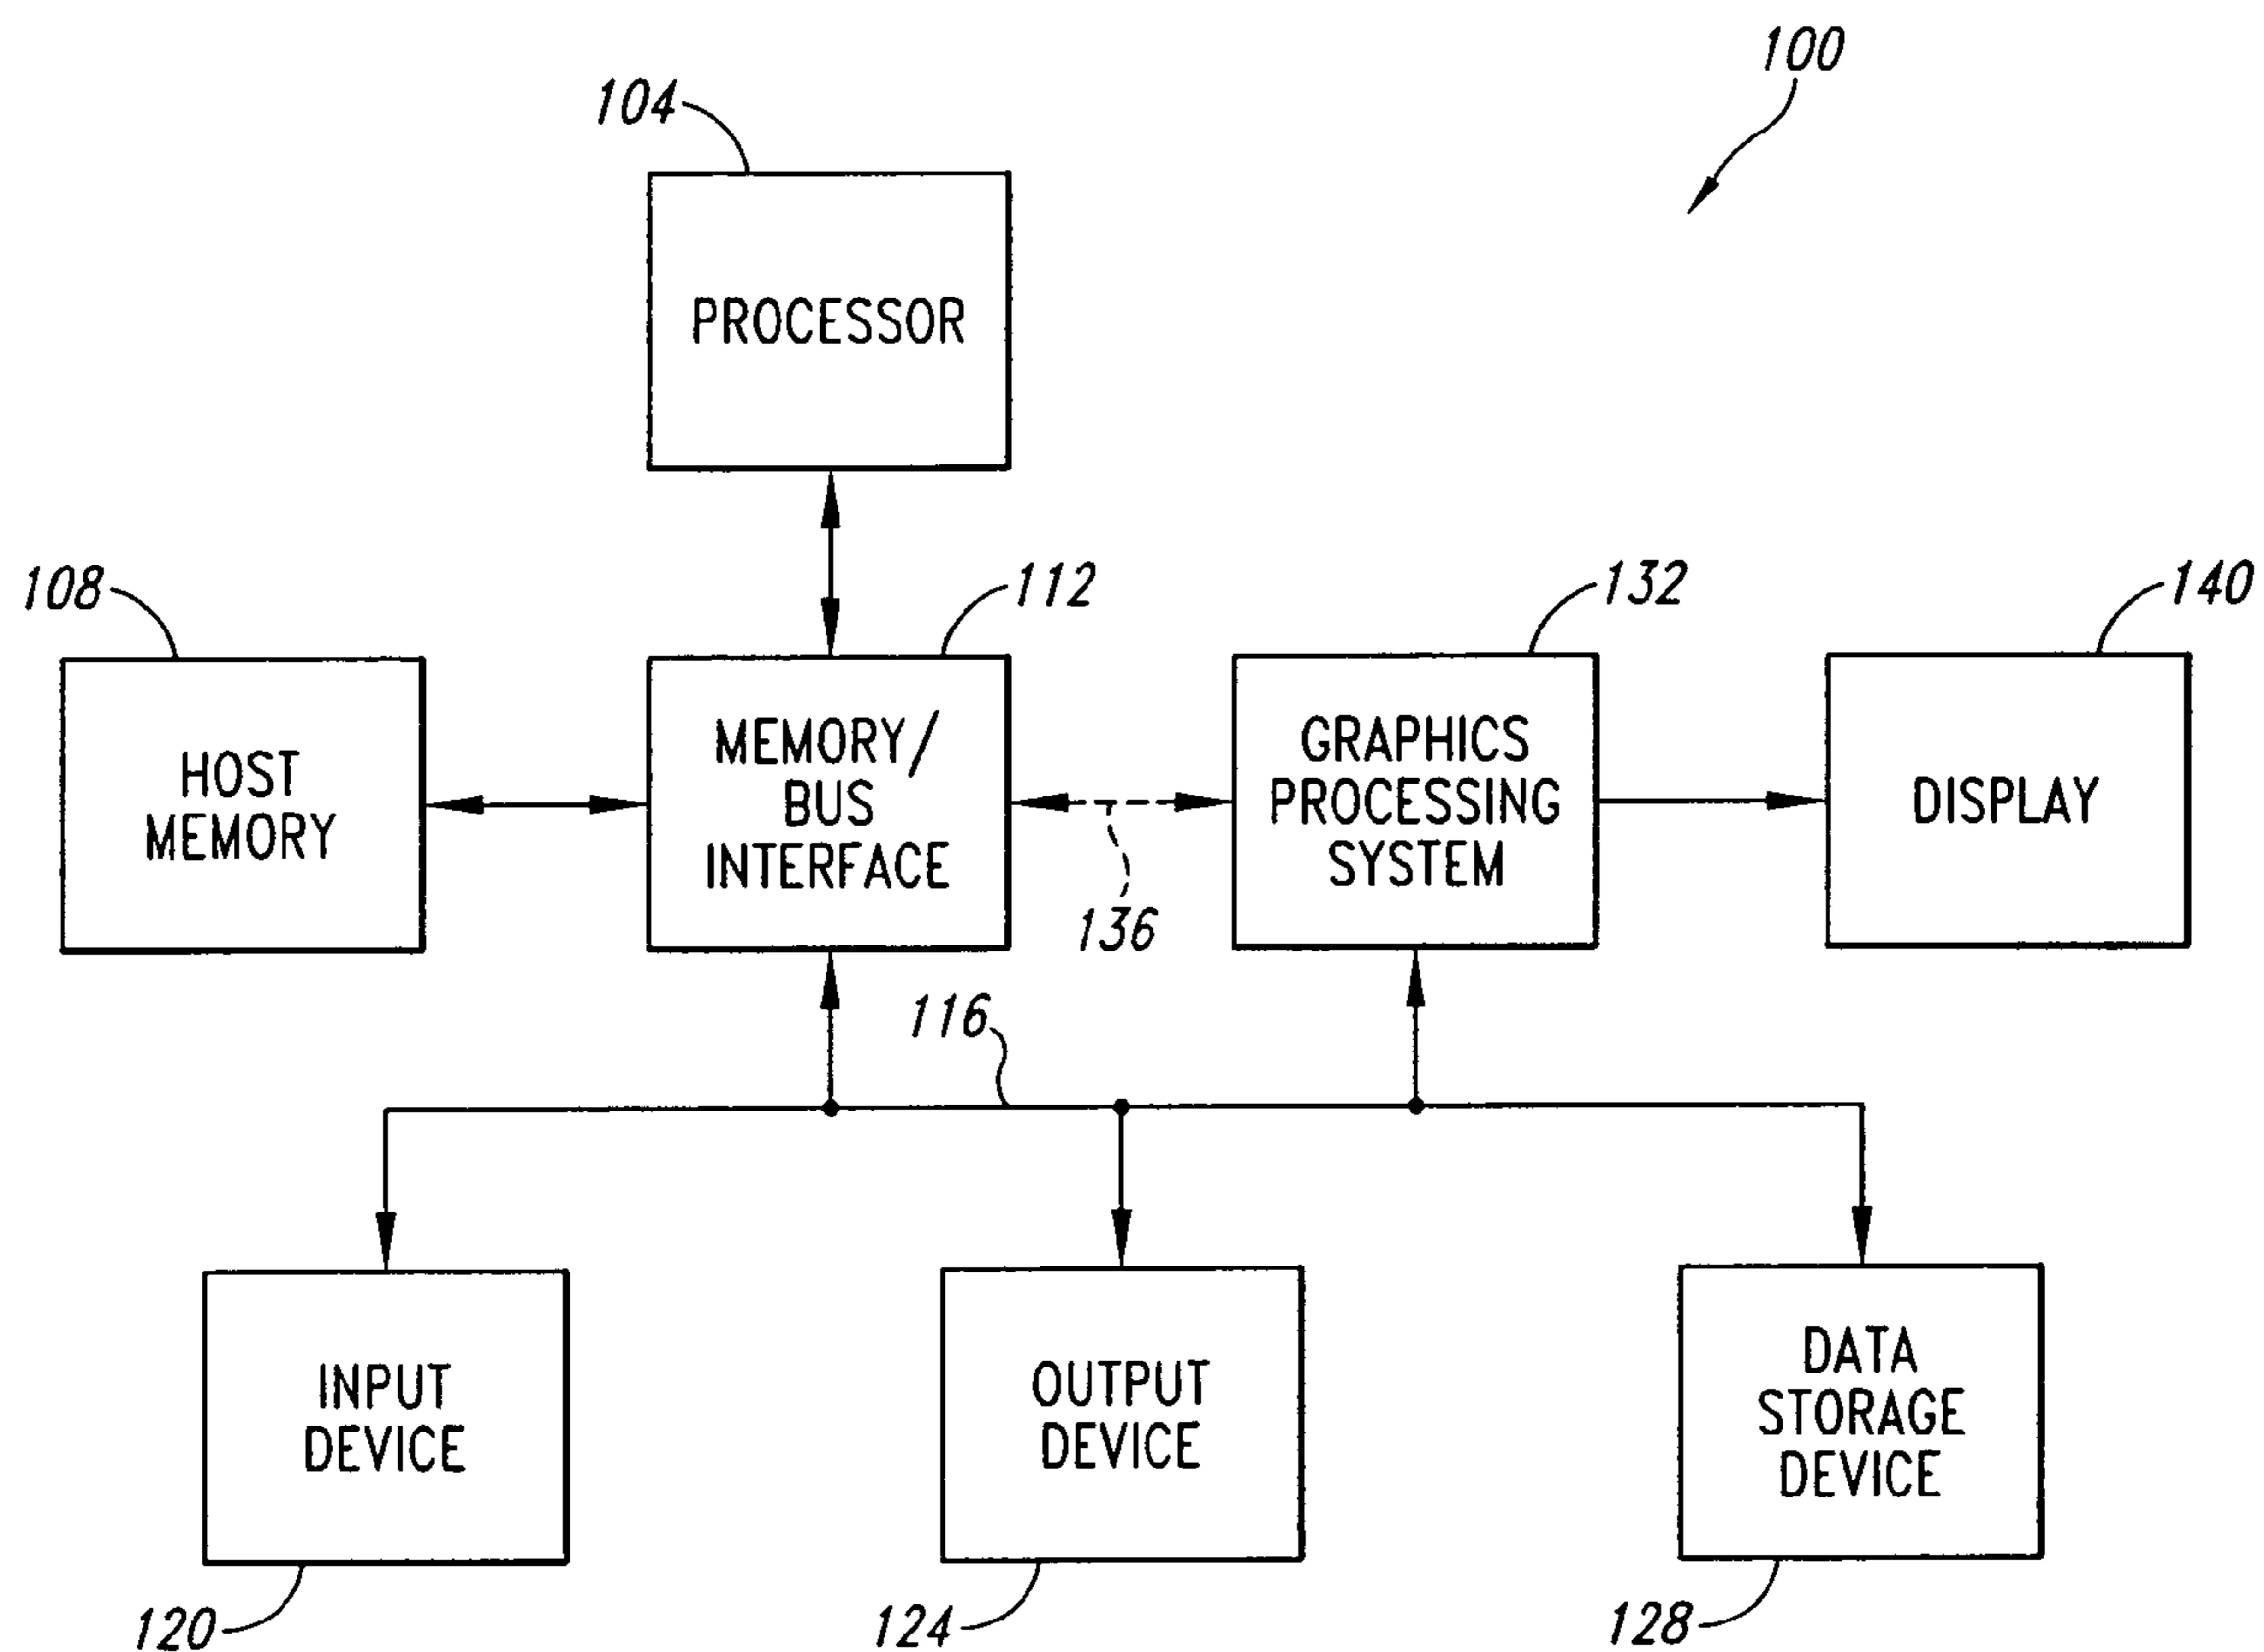 100
104
PROCESSOR
108
112
132
140
HOST
MEMORY
MEMORY/
BUS
INTERFACE
GRAPHICS
PROCESSING
SYSTEM
DISPLAY
136
116
INPUT
DEVICE
OUTPUT
DEVICE
DATA
STORAGE
DEVICE
120
124
128